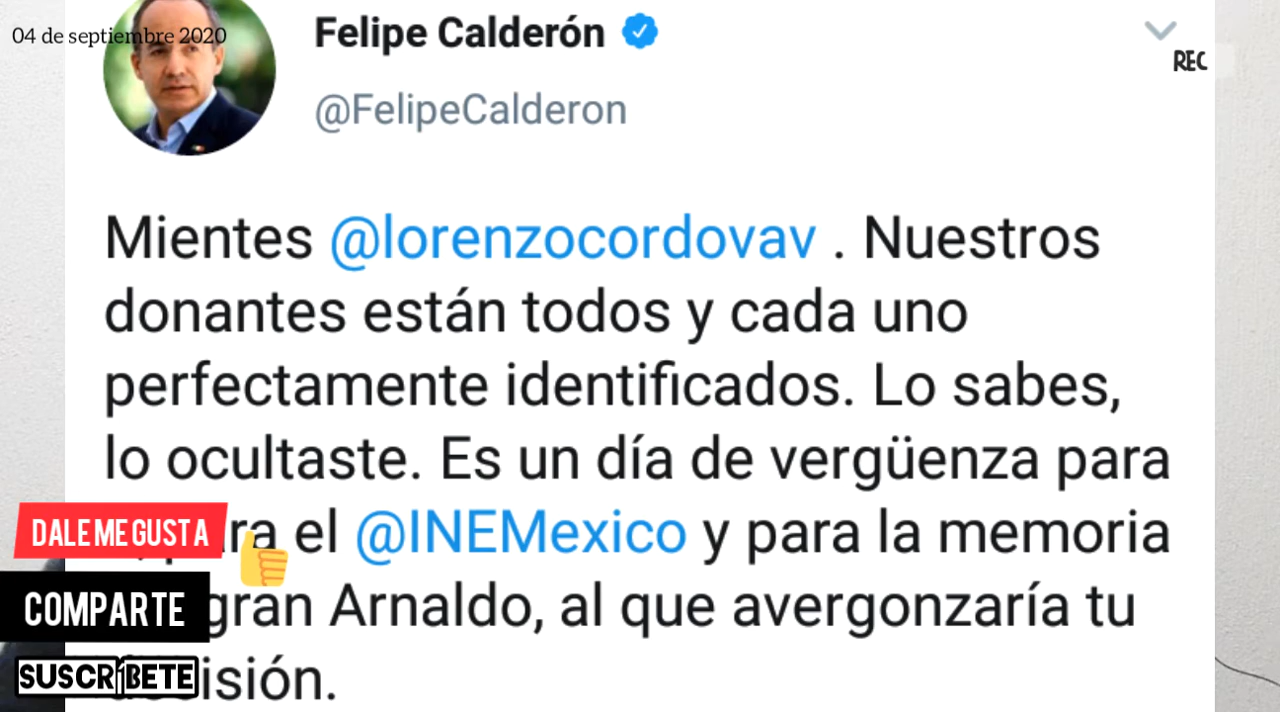 04 de septiembre 2020
REC
Felipe Calderón
@FelipeCalderon
Mientes @lorenzocordovav . Nuestros
donantes están todos y cada uno
perfectamente identificados. Lo sabes,
lo ocultaste. Es un día de vergüenza para
el @INEMexico y para la memoria
gran Arnaldo, al que avergonzaría tu
DALE ME GUSTA
COMPARTE
SUSCRÍBETE